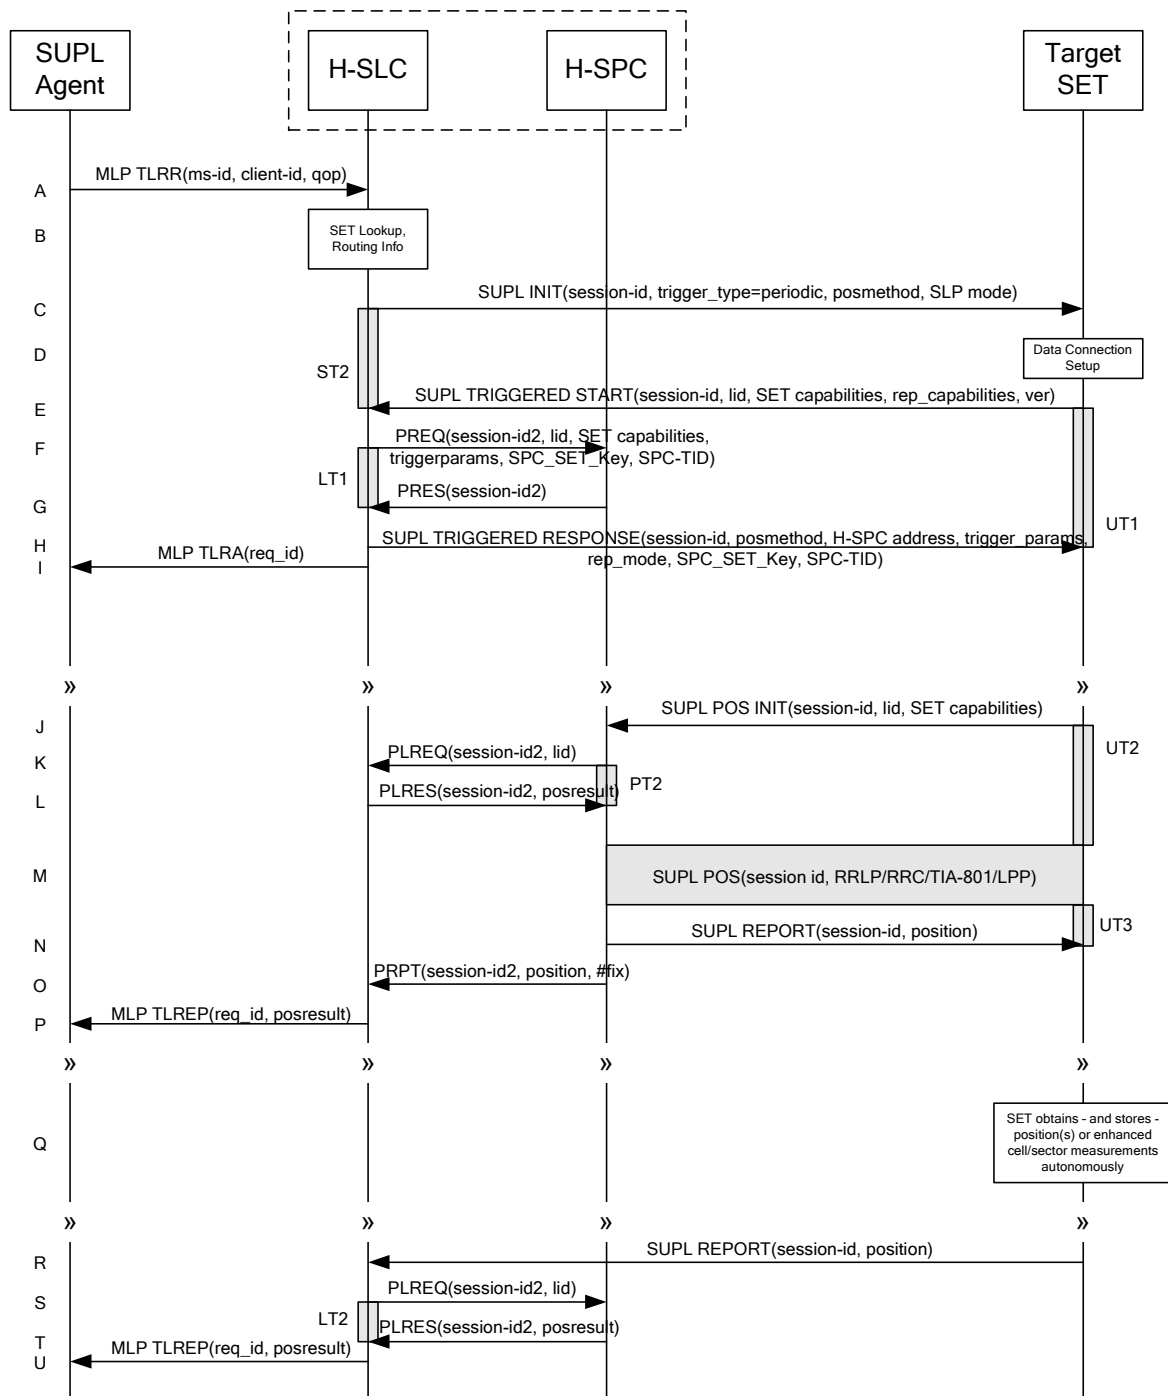 SUPL
Agent
H-SLC
H-SPC
Target
SET
A
MLP TLRR(ms-id, client-id, qop)
B
SET Lookup,
Routing Info
C
SUPL INIT(session-id, trigger_type=periodic, posmethod, SLP mode)
D
ST2
Data Connection
Setup
E
SUPL TRIGGERED START(session-id, lid, SET capabilities, rep_capabilities, ver)
F
PREQ(session-id2, lid, SET capabilities,
triggerparams, SPC_SET_Key, SPC-TID)
LT1
G
PRES(session-id2)
UT1
H
SUPL TRIGGERED RESPONSE(session-id, posmethod, H-SPC address, trigger_params,
rep_mode, SPC_SET_Key, SPC-TID)
I
MLP TLRA(req_id)
» » » »
J
SUPL POS INIT(session-id, lid, SET capabilities)
UT2
K
PLREQ(session-id2, lid)
PT2
L
PLRES(session-id2, posresult)
M
SUPL POS(session id, RRLP/RRC/TIA-801/LPP)
UT3
N
SUPL REPORT(session-id, position)
O
PRPT(session-id2, position, #fix)
P
MLP TLREP(req_id, posresult)
» » » »
Q
SET obtains - and stores -
position(s) or enhanced
cell/sector measurements
autonomously
» » » »
R
SUPL REPORT(session-id, position)
S
PLREQ(session-id2, lid)
LT2
T
PLRES(session-id2, posresult)
U
MLP TLREP(req_id, posresult)